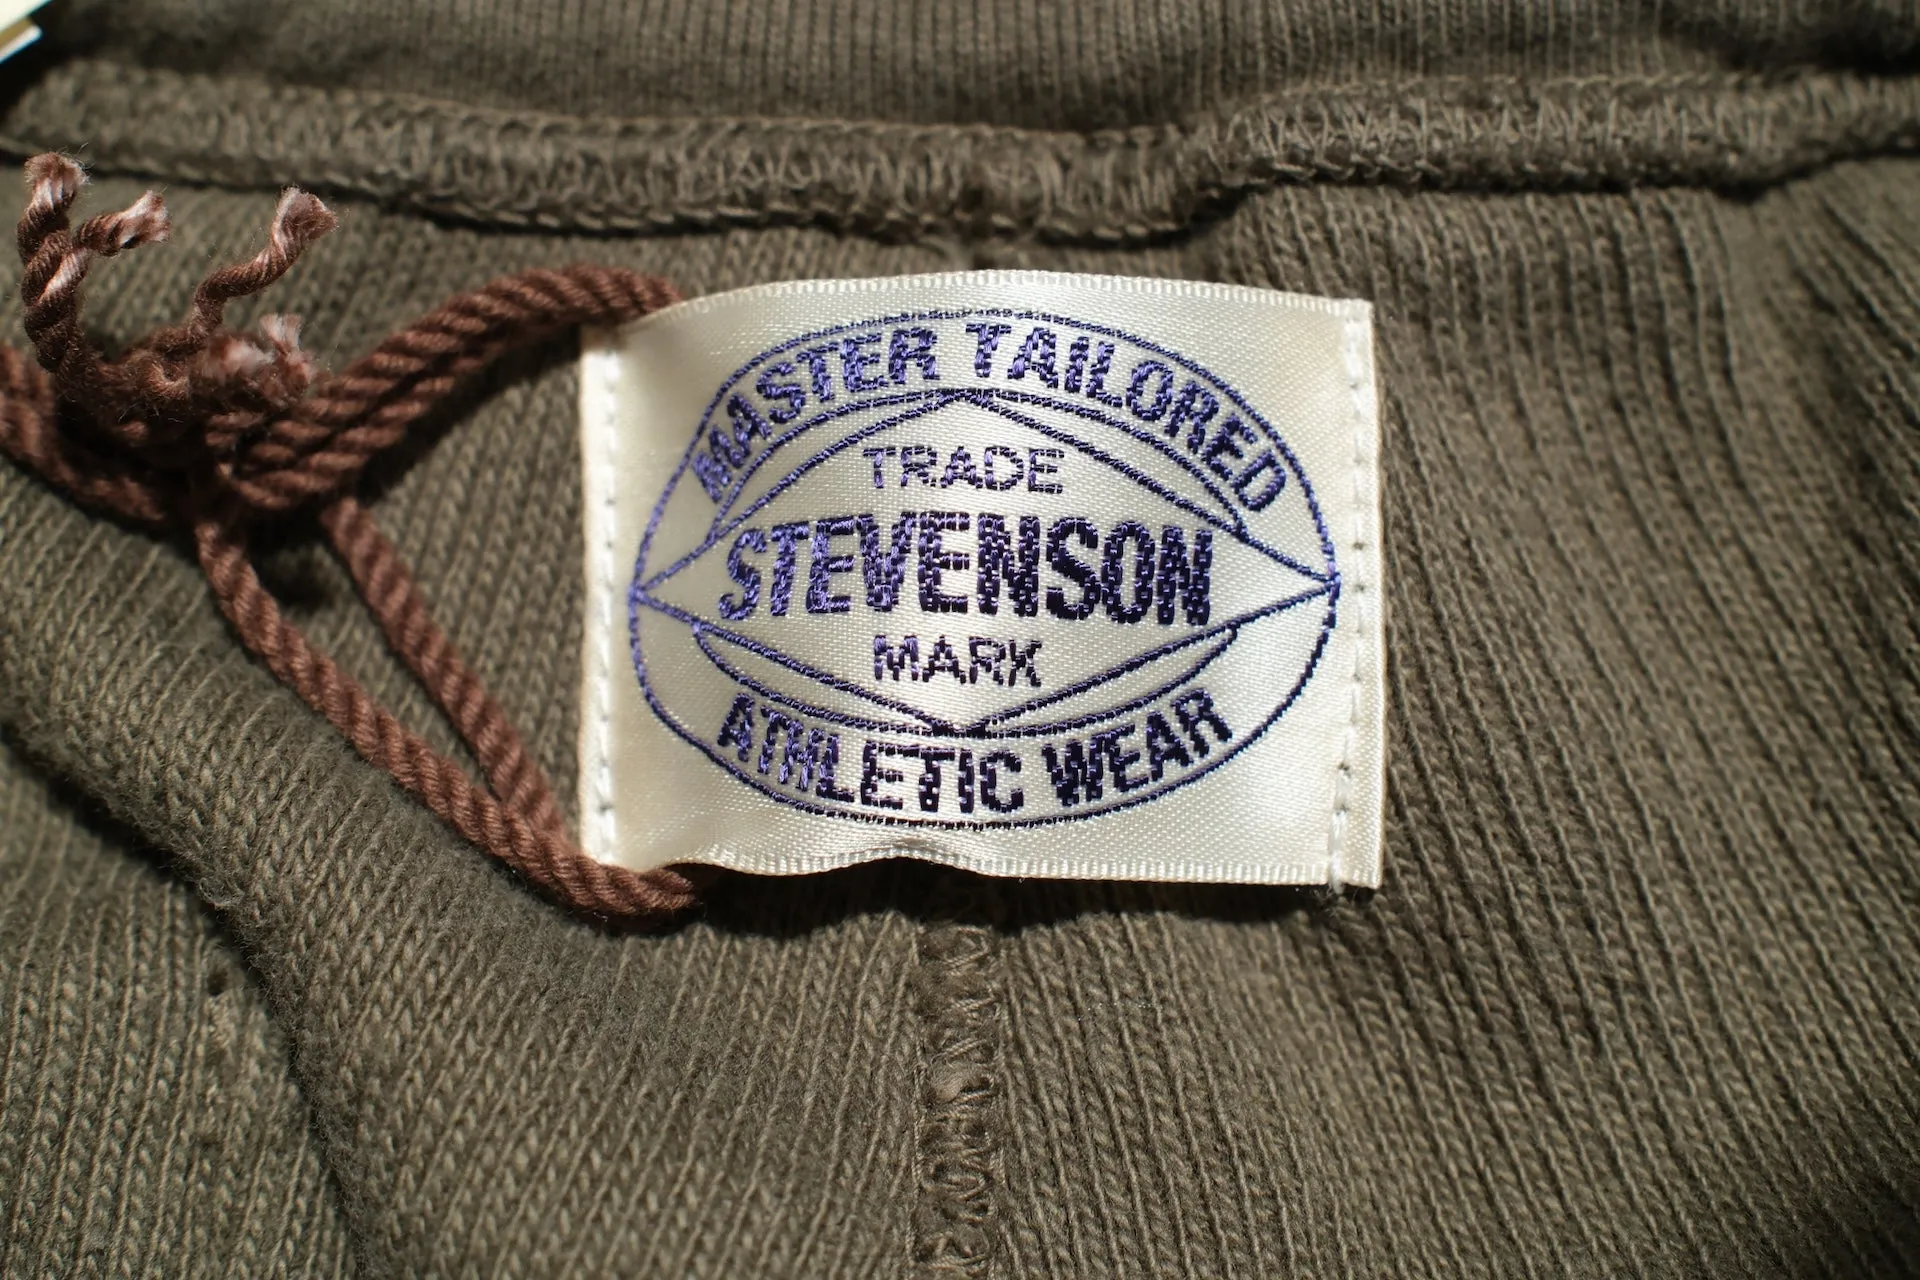 MASTER TAILORED
TRADE
STEVENSON
MARK
ATHLETIC WEAR